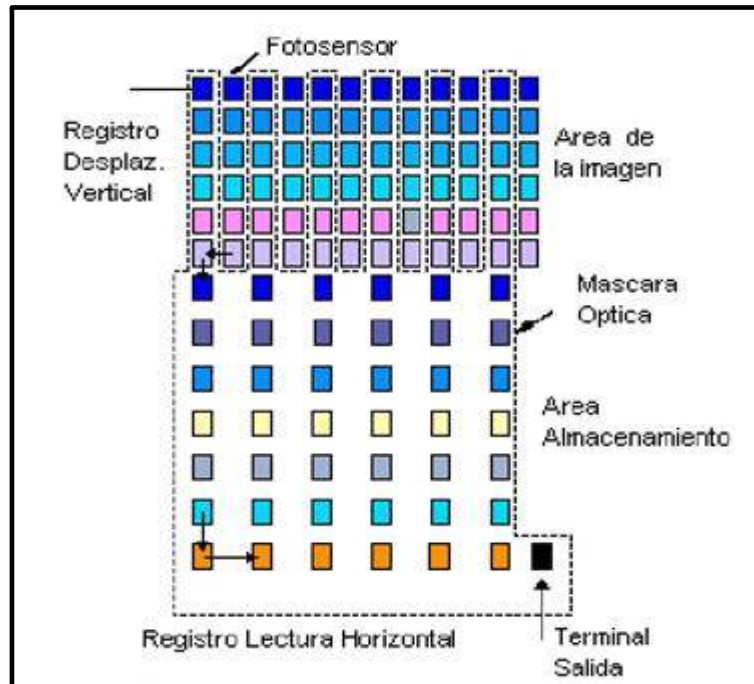 Fotosensor
Registro
Desplaz.
Vertical
Area de
la imagen
Mascara
Optica
Area
Almacenamiento
Registro Lectura Horizontal
Terminal
Salida